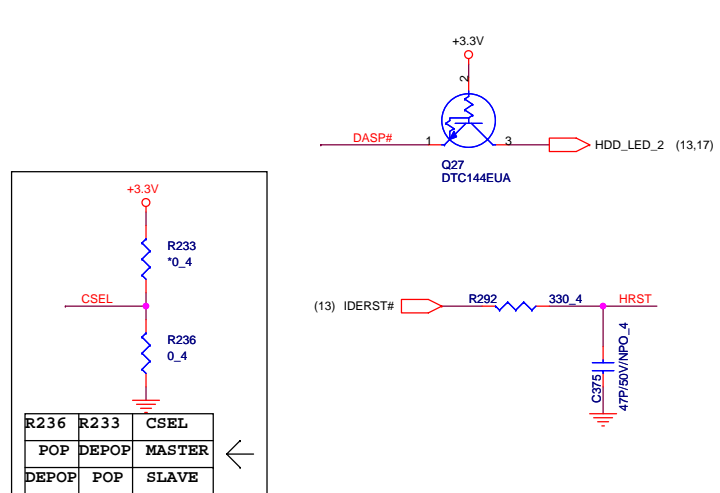 +3.3V
2
DASP#
1
3
HDD_LED_2 (13,17)
Q27
DTC144EUA
+3.3V
R233
*0_4
CSEL
R236
0_4
(13) IDERST#
R292
330_4
HRST
C375
47P/50V/NPO_4
R236 R233 CSEL
POP DEPOP MASTER
DEPOP POP SLAVE